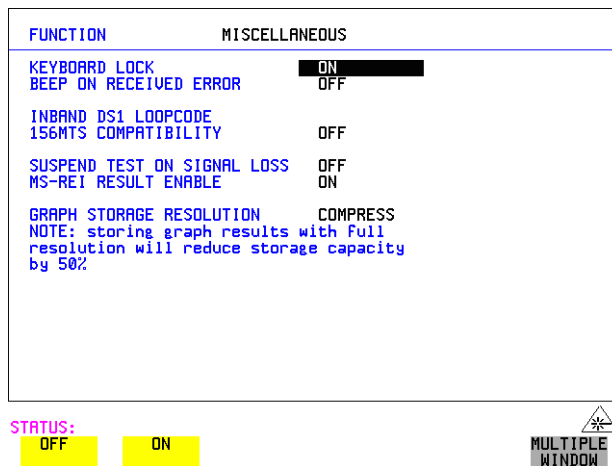 FUNCTION MISCELLANEOUS
KEYBOARD LOCK ON
BEEP ON RECEIVED ERROR OFF
INBAND DS1 LOOPCODE
156MTS COMPATIBILITY OFF
SUSPEND TEST ON SIGNAL LOSS OFF
MS-REI RESULT ENABLE ON
GRAPH STORAGE RESOLUTION COMPRESS
NOTE: storing graph results with Full
resolution will reduce storage capacity
by 50%
STATUS:
OFF ON MULTIPLE
WINDOW